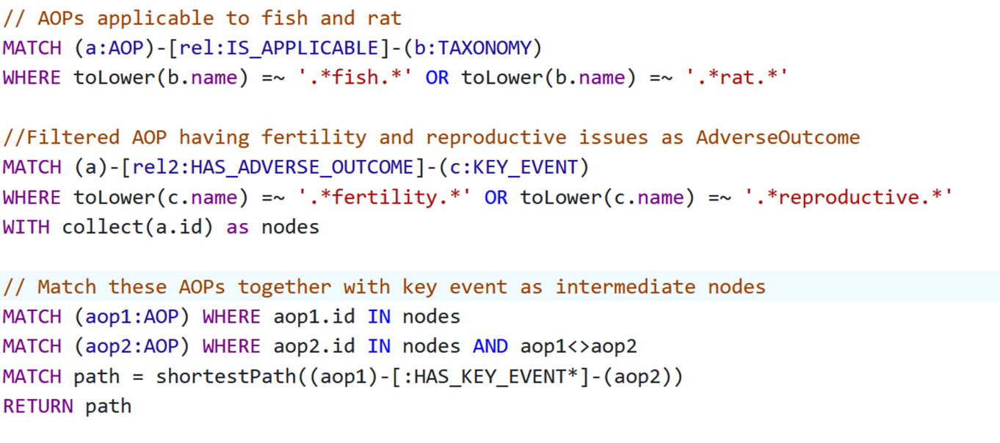 // AOPs applicable to fish and rat
MATCH (a:AOP)-[rel:IS_APPLICABLE]-(b:TAXONOMY)
WHERE toLower(b.name) =~ '.*fish.*' OR toLower(b.name) =~ '.*rat.*'
//Filtered AOP having fertility and reproductive issues as AdverseOutcome
MATCH (a)-[rel2:HAS_ADVERSE_OUTCOME]-(c:KEY_EVENT)
WHERE toLower(c.name) =~ '.*fertility.*' OR toLower(c.name) =~ '.*reproductive.*'
WITH collect(a.id) as nodes
// Match these AOPs together with key event as intermediate nodes
MATCH (aop1:AOP) WHERE aop1.id IN nodes
MATCH (aop2:AOP) WHERE aop2.id IN nodes AND aop1<>aop2
MATCH path = shortestPath((aop1)-[:HAS_KEY_EVENT*]-(aop2))
RETURN path